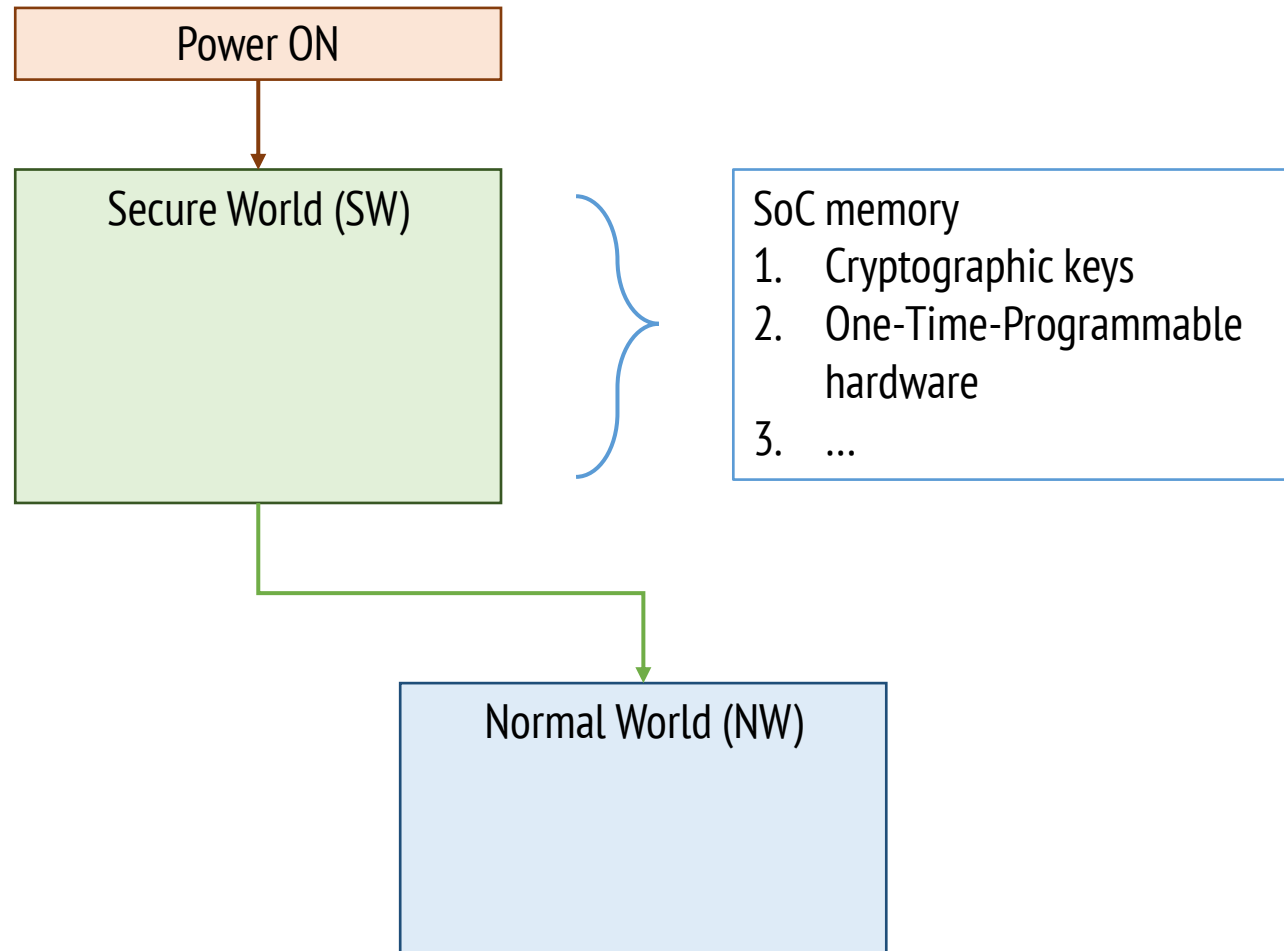 Power ON
Secure World (SW)
SoC memory
1. Cryptographic keys
2. One-Time-Programmable
hardware
3. …
Normal World (NW)